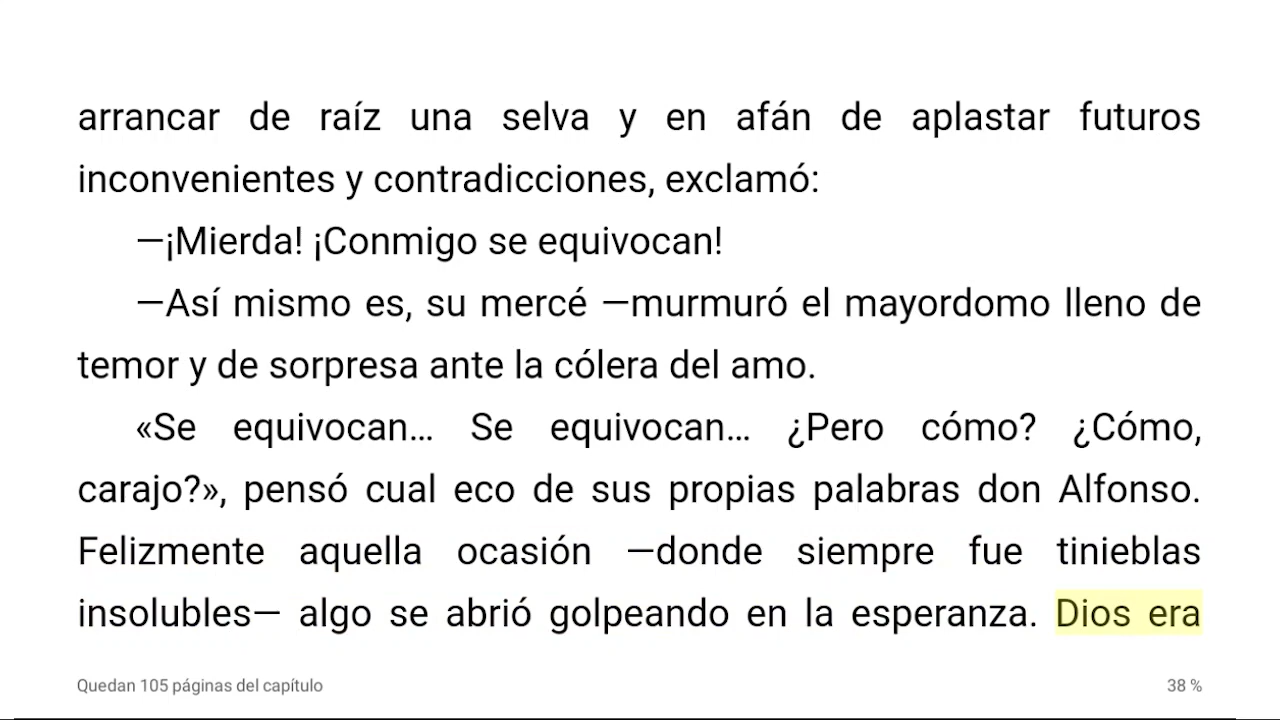 arrancar de raíz una selva y en afán de aplastar futuros
inconvenientes y contradicciones, exclamó:
—¡Mierda! ¡Conmigo se equivocan!
—Así mismo es, su mercé —murmuró el mayordomo lleno de
temor y de sorpresa ante la cólera del amo.
«Se equivocan... Se equivocan... ¿Pero cómo? ¿Cómo,
carajo?», pensó cual eco de sus propias palabras don Alfonso.
Felizmente aquella ocasión —donde siempre fue tinieblas
insolubles— algo se abrió golpeando en la esperanza. Dios era
Quedan 105 páginas del capítulo
38 %